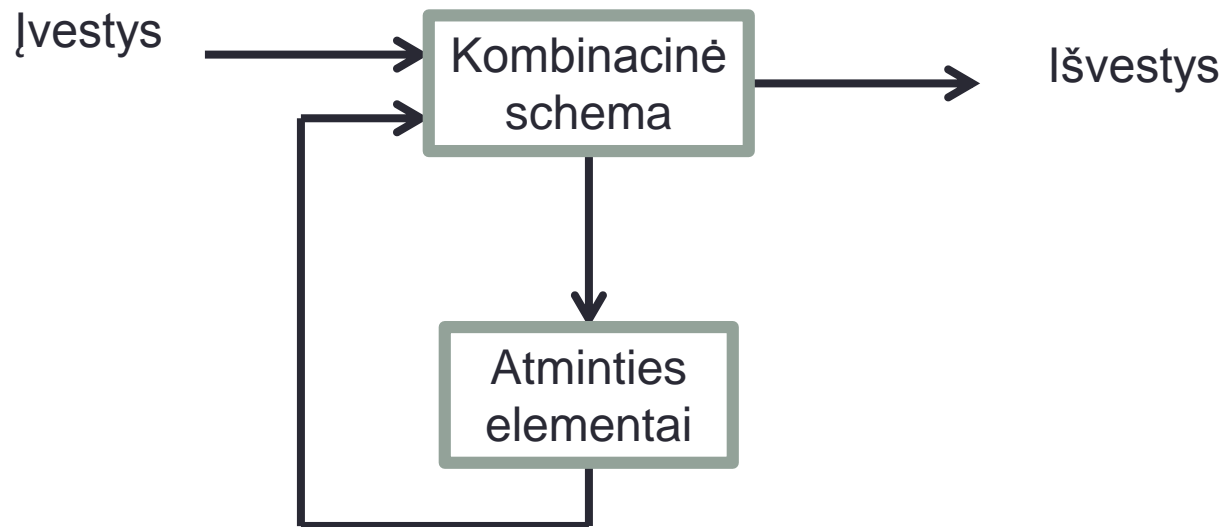 Įvestys
Kombinacinė
schema
Išvestys
Atminties
elementai